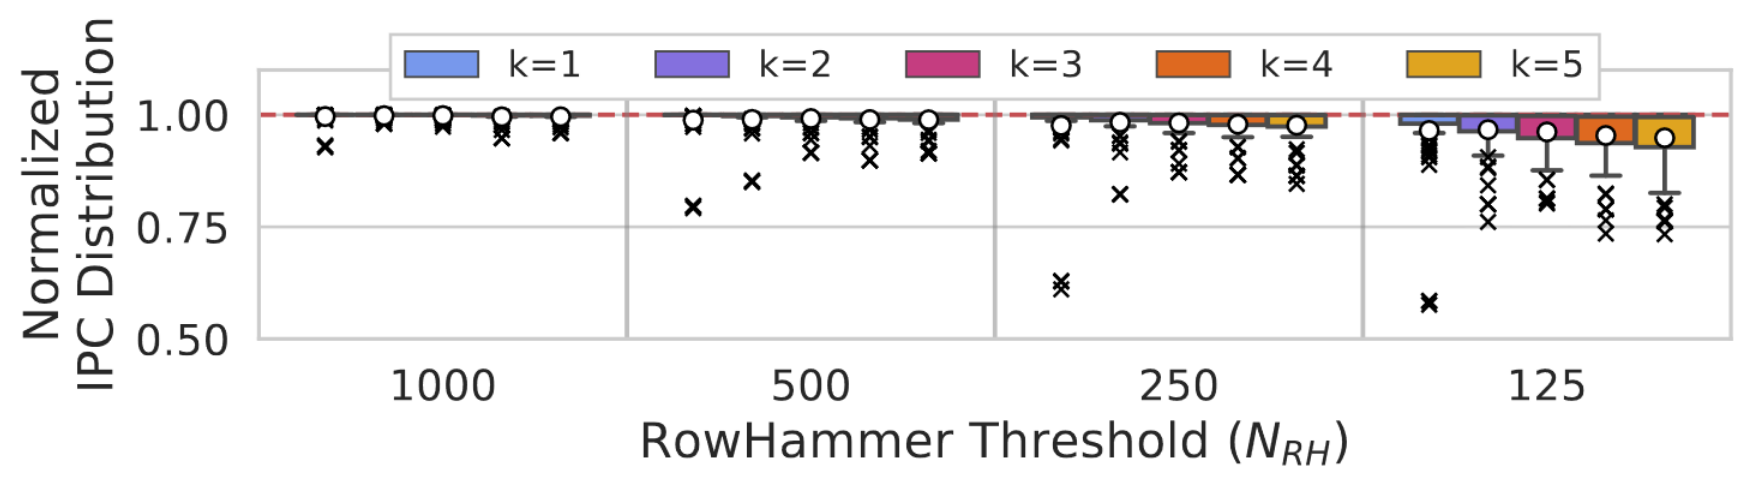 k=1 k=2 k=3 k=4 k=5
Normalized
IPC Distribution
1.00
0.75
0.50
1000 500 250 125
RowHammer Threshold (N_RH)